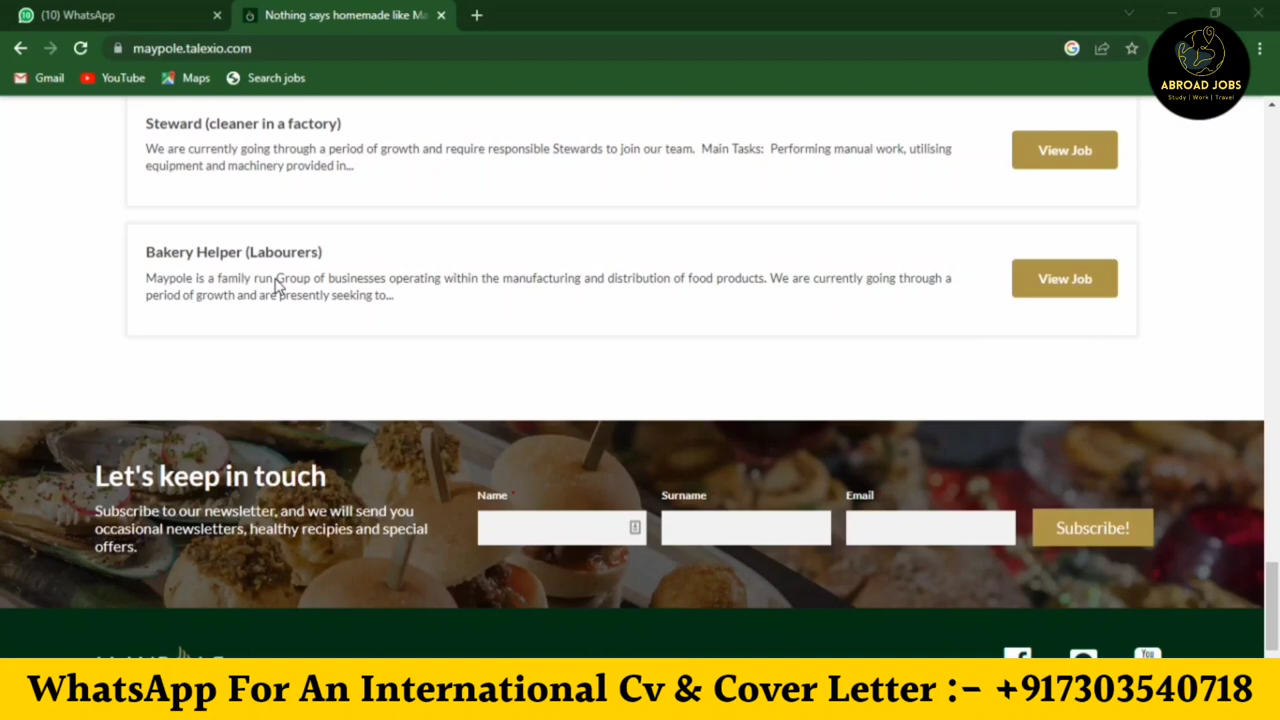 (10) WhatsApp
Nothing says homemade like Ma
maypole.talexio.com
Gmail
YouTube
Maps
Search jobs
ABROAD JOBS
Study | Work | Travel
Steward (cleaner in a factory)
We are currently going through a period of growth and require responsible Stewards to join our team. Main Tasks: Performing manual work, utilising
equipment and machinery provided in...
View Job
Bakery Helper (Labourers)
Maypole is a family run Group of businesses operating within the manufacturing and distribution of food products. We are currently going through a
period of growth and are presently seeking to...
View Job
Let's keep in touch
Subscribe to our newsletter, and we will send you
occasional newsletters, healthy recipies and special
offers.
Name *
Surname
Email
Subscribe!
You
WhatsApp For An International Cv & Cover Letter :- +917303540718